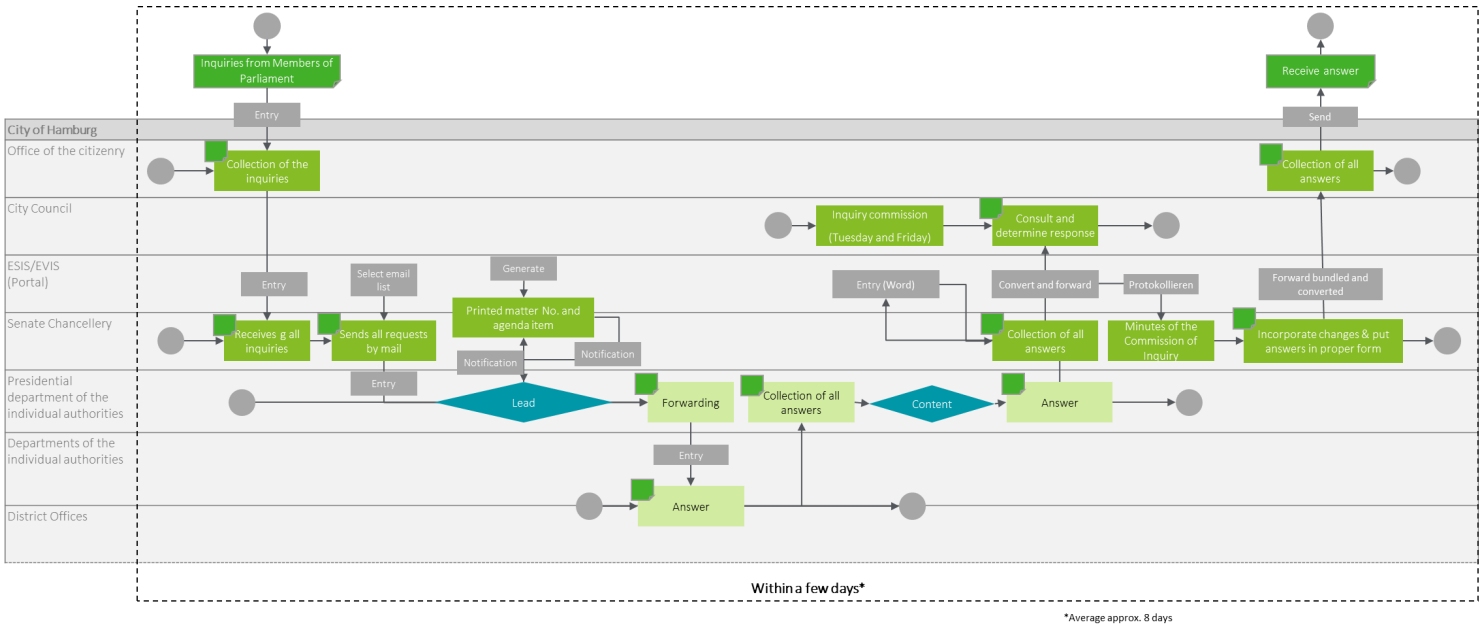 Inquiries from Members of
Parliament
Receive answer
Entry
Send
City of Hamburg
Office of the citizenry
Collection of the
inquiries
Collection of all
answers
City Council
Inquiry commission
(Tuesday and Friday)
Consult and
determine response
ESIS/EVIS
(Portal)
Entry
Select email
list
Generate
Entry (Word)
Convert and forward
Protokollieren
Forward bundled and
converted
Printed matter No. and
agenda item
Senate Chancellery
Receives g all
inquiries
Sends all requests
by mail
Notification
Notification
Collection of all
answers
Minutes of the
Commission of
Inquiry
Incorporate changes & put
answers in proper form
Presidential
department of the
individual authorities
Entry
Lead
Forwarding
Collection of all
answers
Content
Answer
Departments of the
individual authorities
Entry
Answer
District Offices
Within a few days*
*Average approx. 8 days